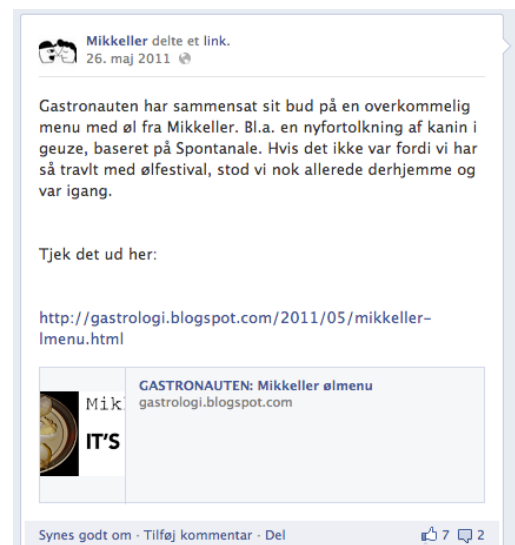 Mikkeller delte et link.
26. maj 2011
Gastronauten har sammensat sit bud på en overkommelig
menu med øl fra Mikkeller. Bl.a. en nyfortolkning af kanin i
geuze, baseret på Spontanale. Hvis det ikke var fordi vi har
så travlt med ølfestival, stod vi nok allerede derhjemme og
var igang.
Tjek det ud her:
http://gastrologi.blogspot.com/2011/05/mikkeller-
lmenu.html
GASTRONAUTEN: Mikkeller ølmenu
gastrologi.blogspot.com
Mik
IT'S
Synes godt om · Tilføj kommentar · Del
7 2